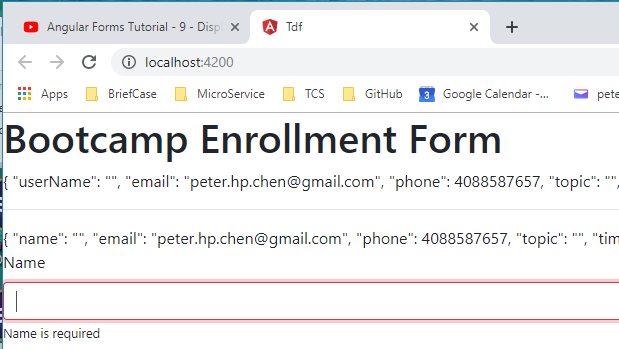 Angular Forms Tutorial - 9 - Disp
Tdf
localhost:4200
Apps BriefCase MicroService TCS GitHub 3 Google Calendar -... pete
Bootcamp Enrollment Form
{ "userName": "", "email": "peter.hp.chen@gmail.com", "phone": 4088587657, "topic": "",
{ "name": "", "email": "peter.hp.chen@gmail.com", "phone": 4088587657, "topic": "", "tim
Name
Name is required